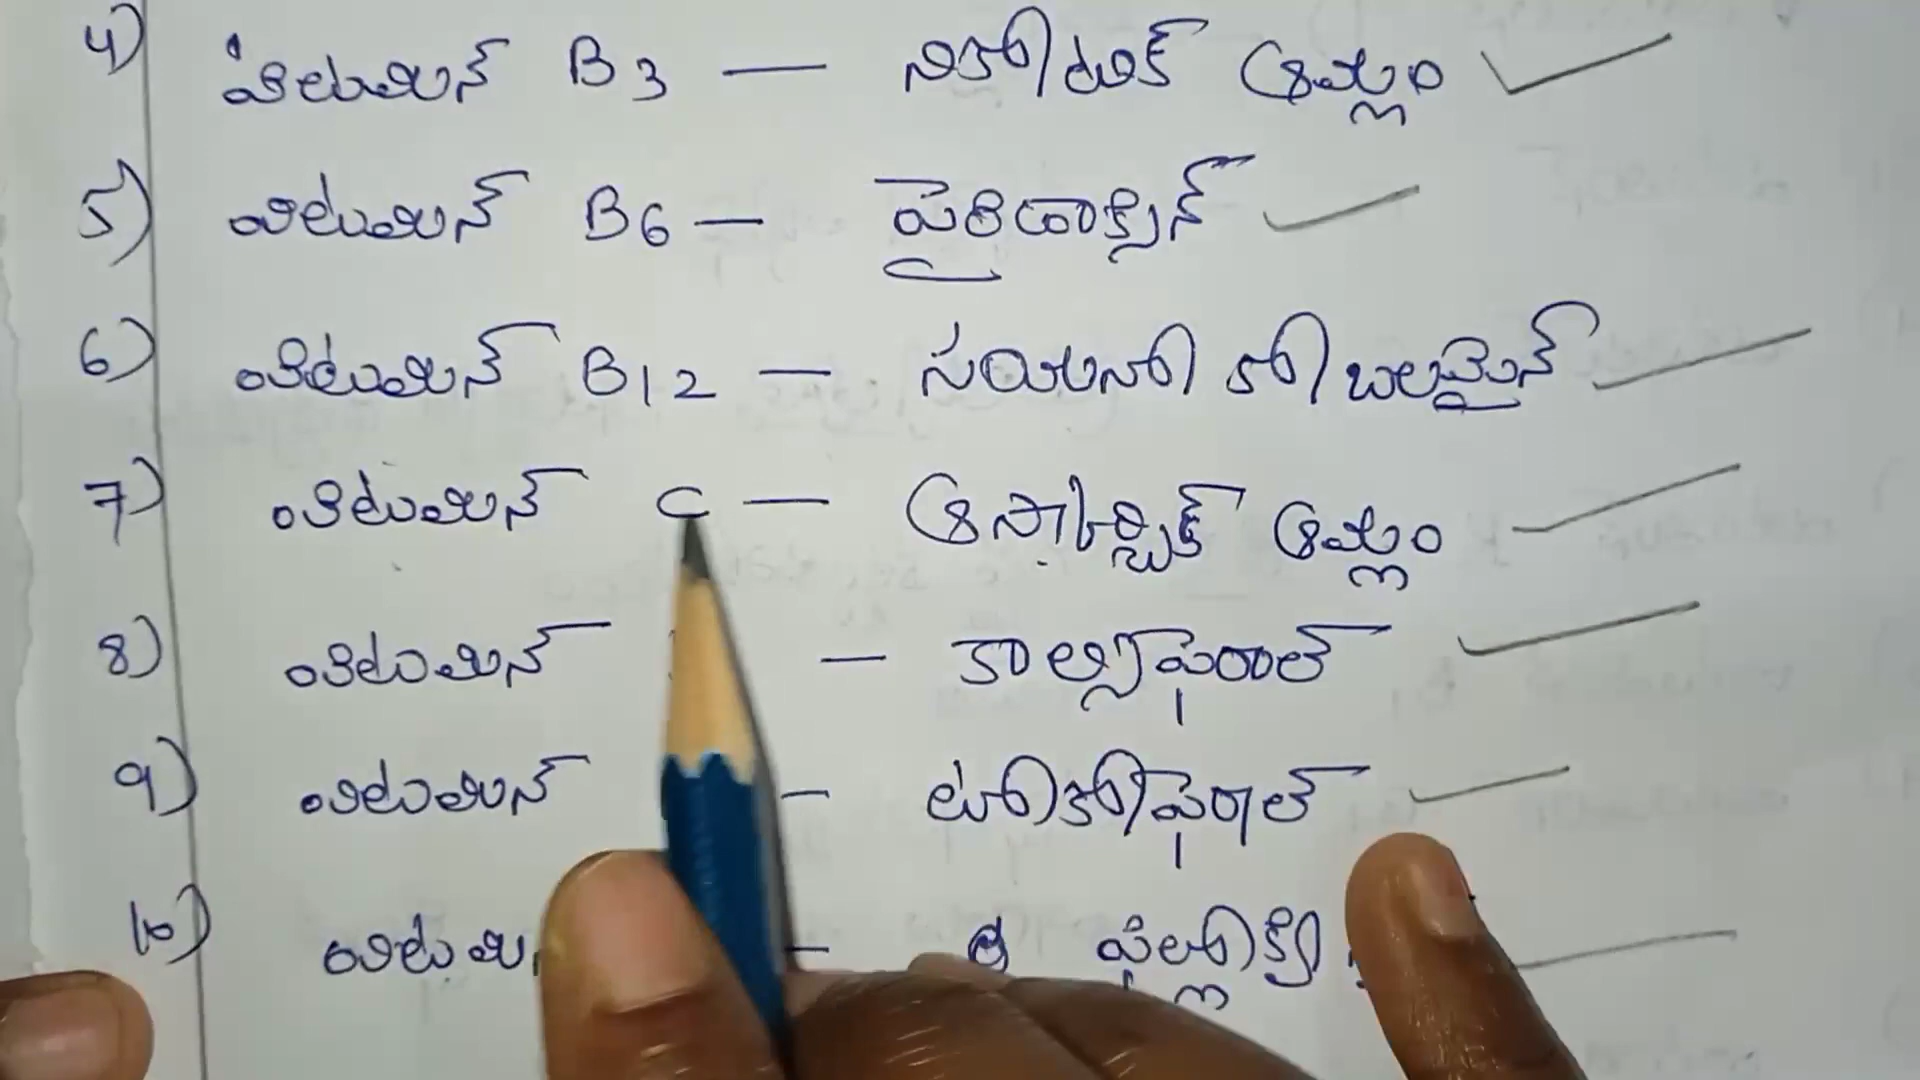 4) విటమిన్ B3 — నికోటిక్ ఆమ్లం
5) విటమిన్ B6 — పైరిడాక్సిన్
6) విటమిన్ B12 — సయనో కోబలమైన్
7) విటమిన్ C — ఆస్కార్బిక్ ఆమ్లం
8) విటమిన్ — కాల్సిఫెరాల్
9) విటమిన్ — టోకోఫెరాల్
10) —